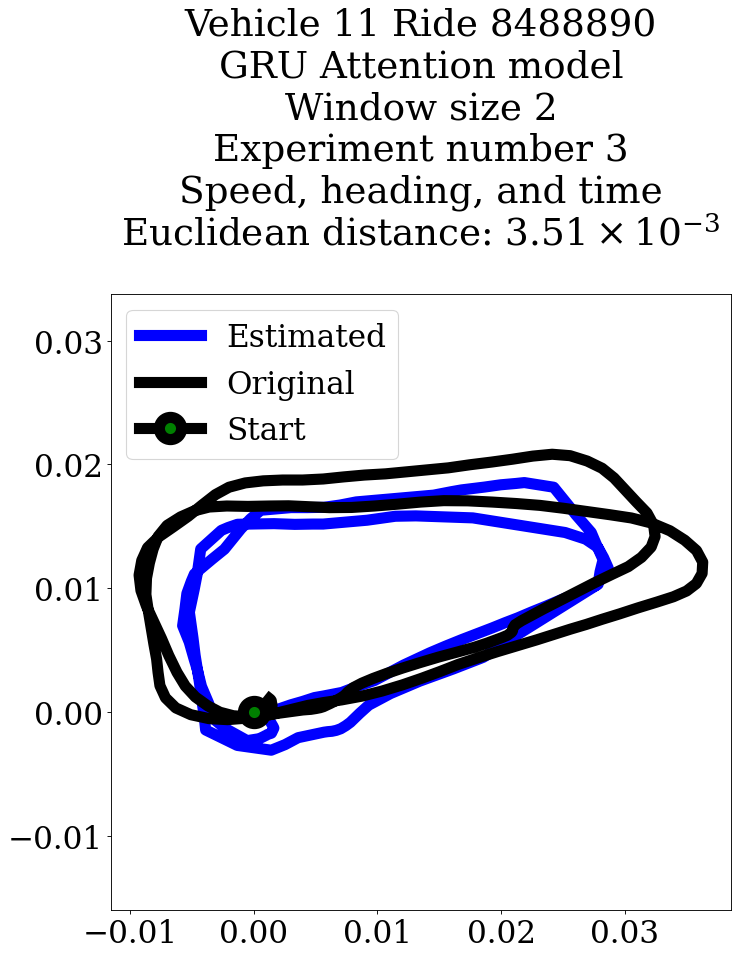 Vehicle 11 Ride 8488890
GRU Attention model
Window size 2
Experiment number 3
Speed, heading, and time
Euclidean distance: 3.51 × 10⁻³
Estimated
Original
Start
0.03
0.02
0.01
0.00
−0.01
−0.01 0.00 0.01 0.02 0.03